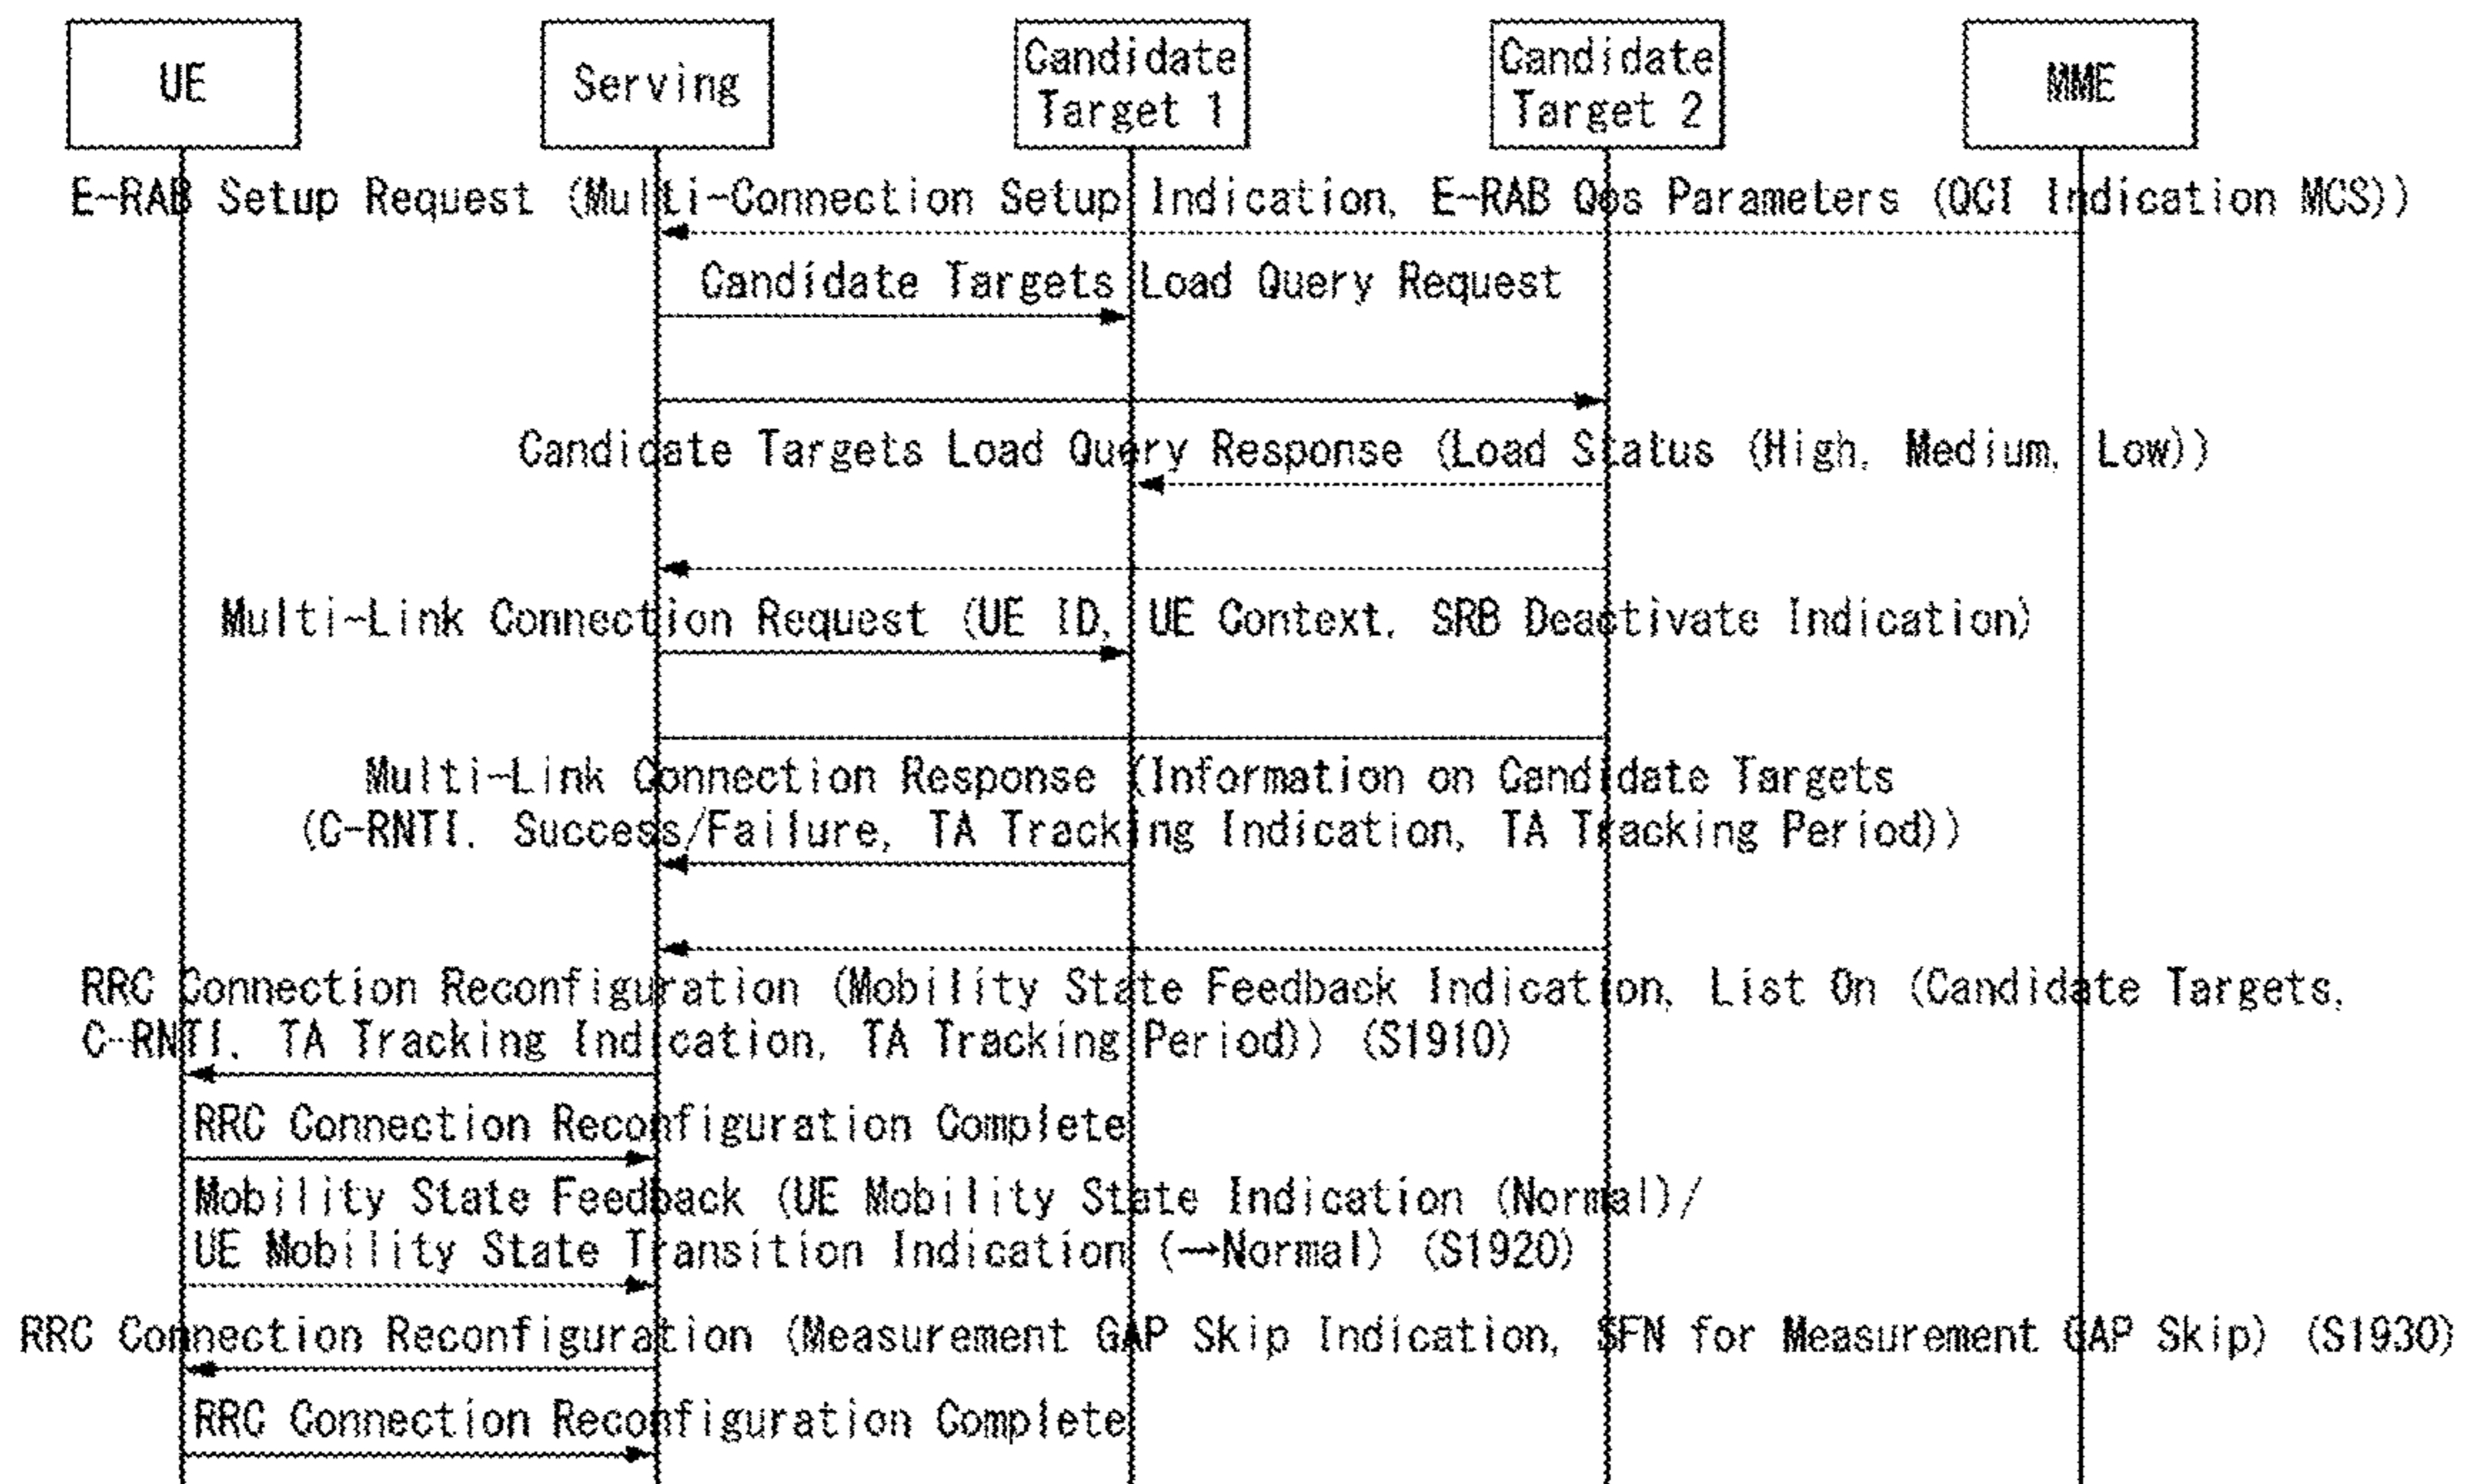 UE
Serving
Candidate
Target 1
Candidate
Target 2
MME
E-RAB Setup Request (Multi-Connection Setup Indication, E-RAB Qos Parameters (QCI Indication MCS))
Candidate Targets Load Query Request
Candidate Targets Load Query Response (Load Status (High, Medium, Low))
Multi-Link Connection Request (UE ID, UE Context, SRB Deactivate Indication)
Multi-Link Connection Response (Information on Candidate Targets
(C-RNTI, Success/Failure, TA Tracking Indication, TA Tracking Period))
RRC Connection Reconfiguration (Mobility State Feedback Indication, List On (Candidate Targets,
C-RNTI, TA Tracking Indication, TA Tracking Period)) (S1910)
RRC Connection Reconfiguration Complete
Mobility State Feedback (UE Mobility State Indication (Normal)/
UE Mobility State Transition Indication (→Normal) (S1920)
RRC Connection Reconfiguration (Measurement GAP Skip Indication, SFN for Measurement GAP Skip) (S1930)
RRC Connection Reconfiguration Complete